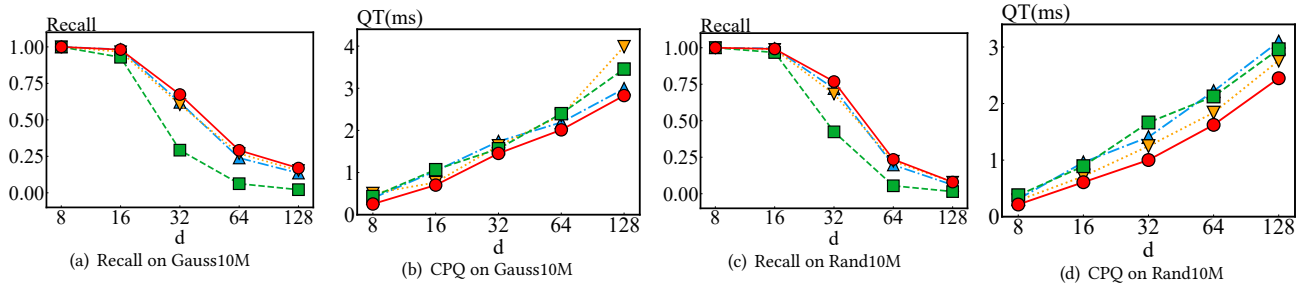 Recall
1.00
0.75
0.50
0.25
0.00
8 16 32 64 128
d
(a) Recall on Gauss10M
QT(ms)
4
3
2
1
0
8 16 32 64 128
d
(b) CPQ on Gauss10M
Recall
1.00
0.75
0.50
0.25
0.00
8 16 32 64 128
d
(c) Recall on Rand10M
QT(ms)
3
2
1
0
8 16 32 64 128
d
(d) CPQ on Rand10M